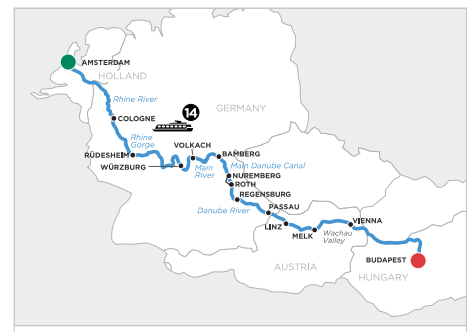 AMSTERDAM
HOLLAND
Rhine River
14
GERMANY
COLOGNE
Rhine
Gorge
VOLKACH
BAMBERG
RÜDESHEIM
Main Danube Canal
WÜRZBURG
Main
River
NUREMBERG
ROTH
REGENSBURG
Danube River
PASSAU
LINZ
VIENNA
MELK
Wachau
Valley
BUDAPEST
AUSTRIA
HUNGARY